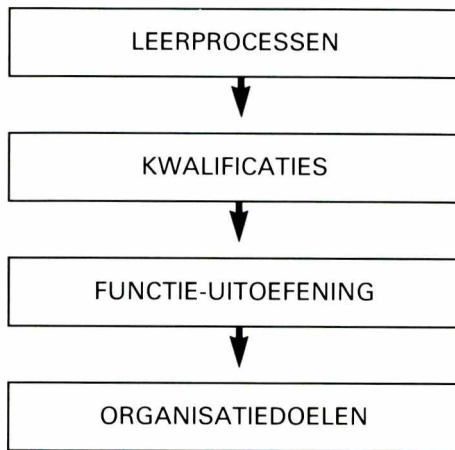 LEERPROCESSEN
KWALIFICATIES
FUNCTIE-UITOEFENING
ORGANISATIEDOELEN